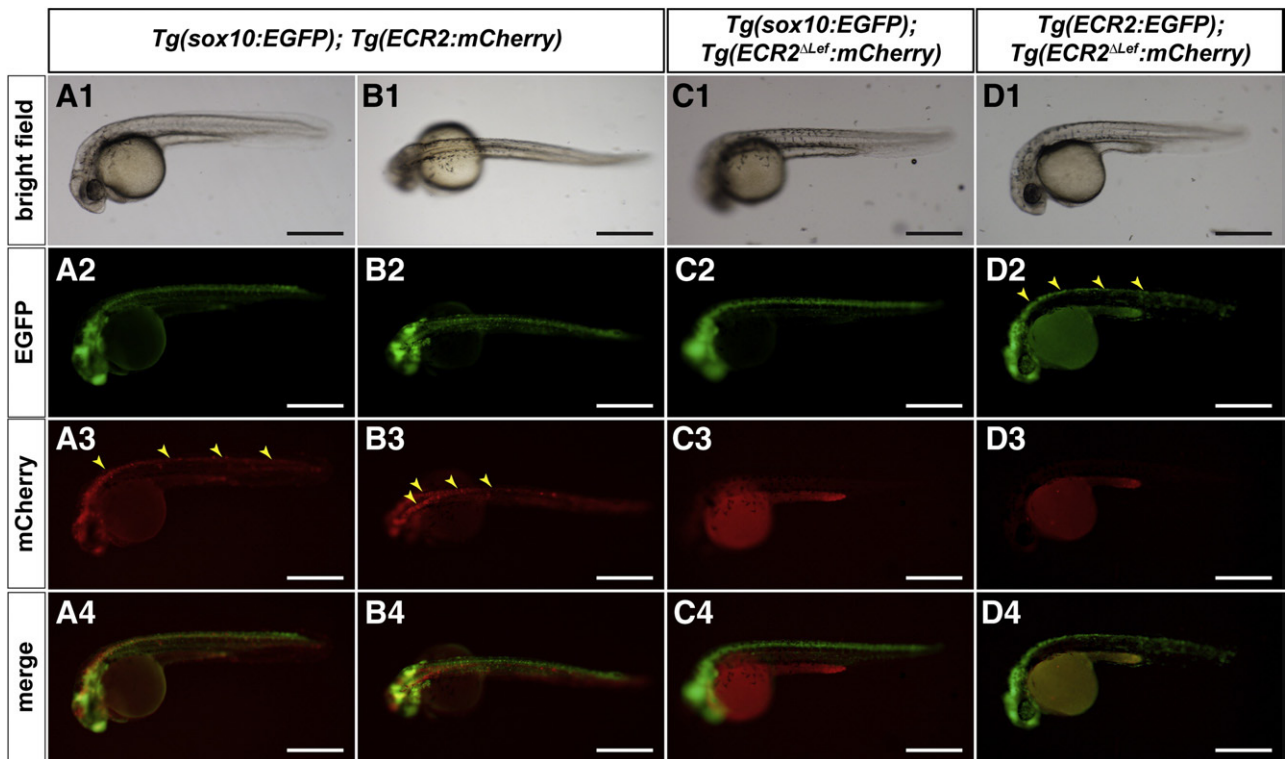 Tg(sox10:EGFP); Tg(ECR2:mCherry)
Tg(sox10:EGFP);
Tg(ECR2ΔLef:mCherry)
Tg(ECR2:EGFP);
Tg(ECR2ΔLef:mCherry)
bright field
A1
B1
C1
D1
EGFP
A2
B2
C2
D2
mCherry
A3
B3
C3
D3
merge
A4
B4
C4
D4